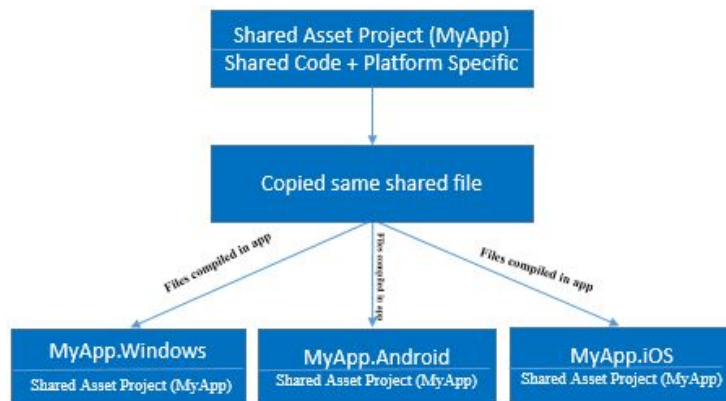 Shared Asset Project (MyApp)
Shared Code + Platform Specific
Copied same shared file
Files compiled in app
Files compiled in app
Files compiled in app
MyApp.Windows
Shared Asset Project (MyApp)
MyApp.Android
Shared Asset Project (MyApp)
MyApp.iOS
Shared Asset Project (MyApp)